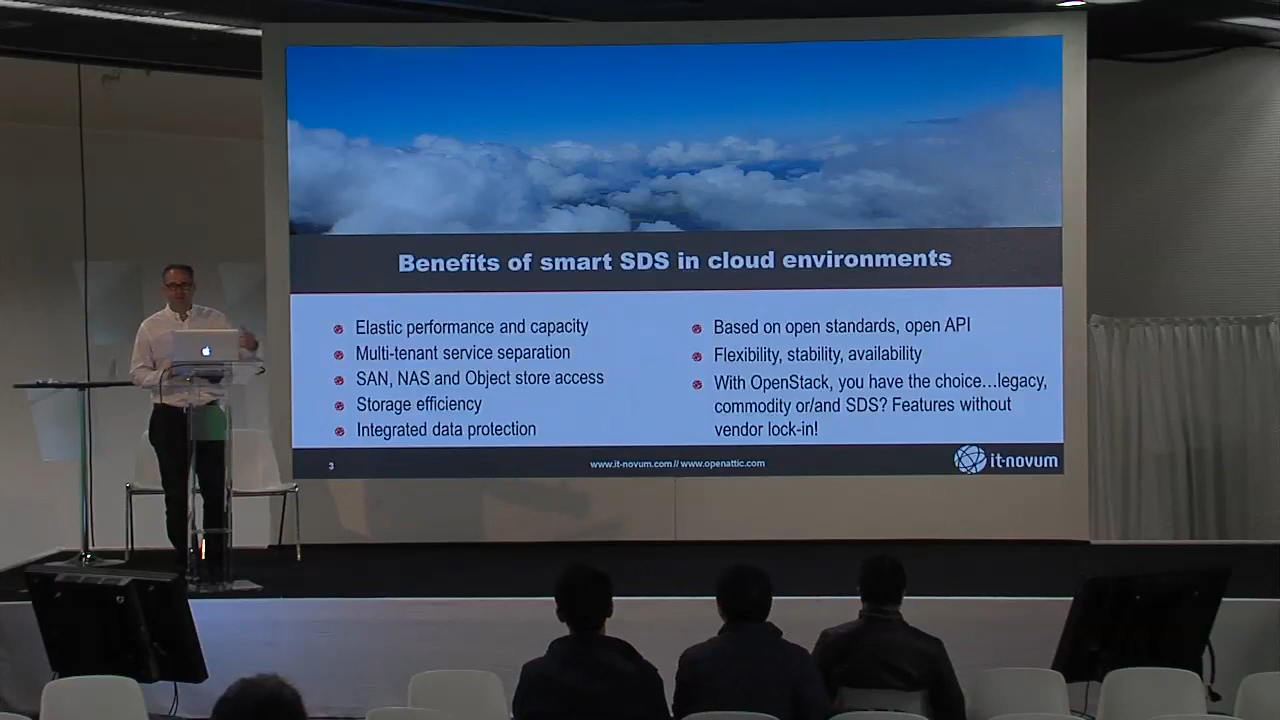 Benefits of smart SDS in cloud environments
Elastic performance and capacity
Multi-tenant service separation
SAN, NAS and Object store access
Storage efficiency
Integrated data protection
Based on open standards, open API
Flexibility, stability, availability
With OpenStack, you have the choice…legacy,
commodity or/and SDS? Features without
vendor lock-in!
3
www.it-novum.com // www.openattic.com
it-novum